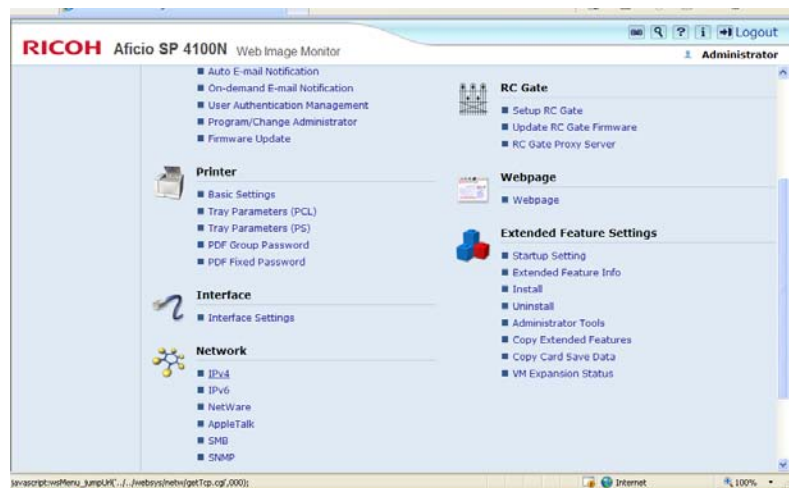 Logout
RICOH Aficio SP 4100N Web Image Monitor
Administrator
Auto E-mail Notification
On-demand E-mail Notification
User Authentication Management
Program/Change Administrator
Firmware Update
Printer
Basic Settings
Tray Parameters (PCL)
Tray Parameters (PS)
PDF Group Password
PDF Fixed Password
Interface
Interface Settings
Network
IPv4
IPv6
NetWare
AppleTalk
SMB
SNMP
RC Gate
Setup RC Gate
Update RC Gate Firmware
RC Gate Proxy Server
Webpage
Webpage
Extended Feature Settings
Startup Setting
Extended Feature Info
Install
Uninstall
Administrator Tools
Copy Extended Features
Copy Card Save Data
VM Expansion Status
javascript:wsMenu_jumpUrl('../../websys/netw/getTcp.cgi',000);
Internet
100%